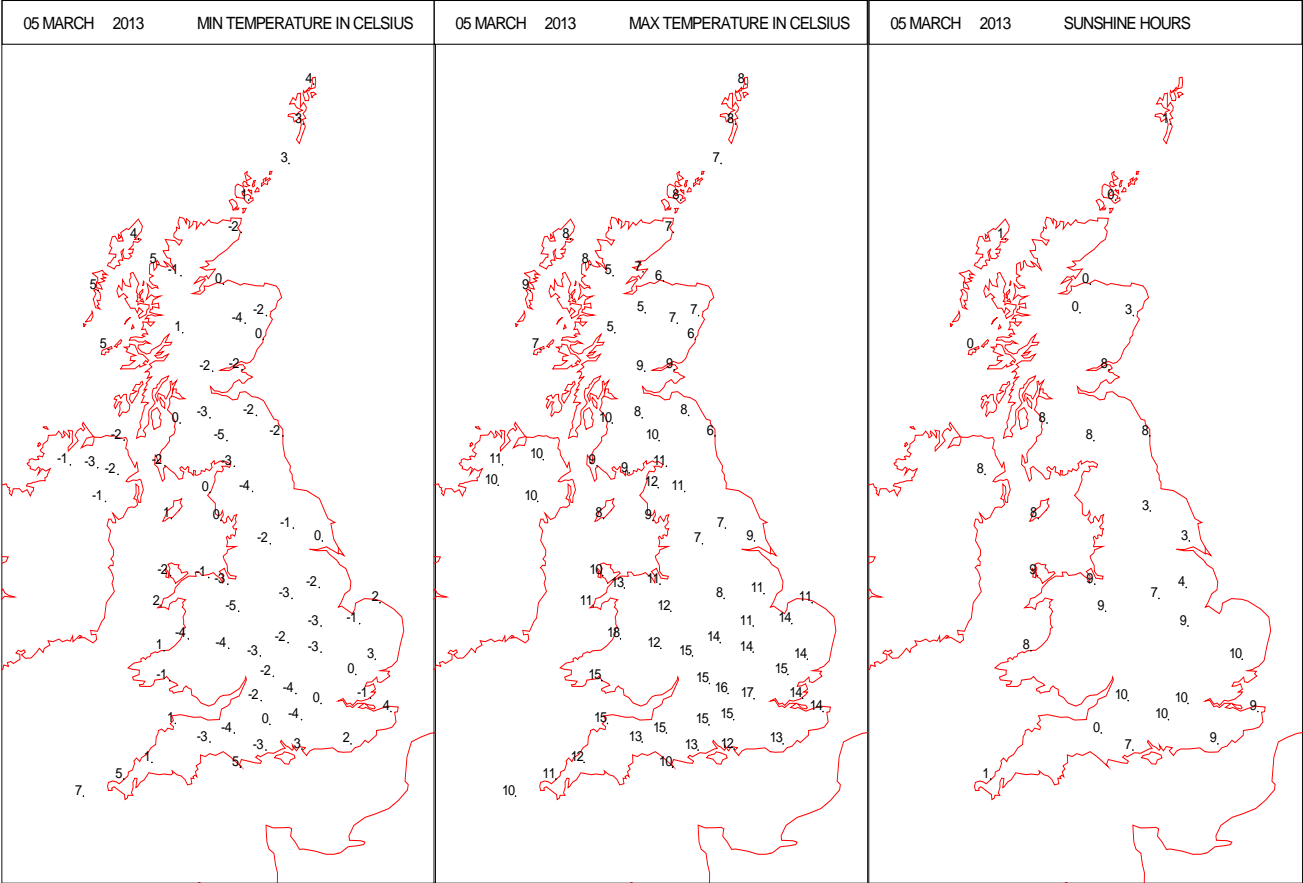 05 MARCH 2013 MIN TEMPERATURE IN CELSIUS
05 MARCH 2013 MAX TEMPERATURE IN CELSIUS
05 MARCH 2013 SUNSHINE HOURS
4. 8.
3. 8. 1.
3. 7.
1. 8. 0.
-2. 7.
4. 8. 1.
5. 8.
-1. 5. 7.
0. 6. 0.
5. 9.
-2. 5. 7. 0. 3.
-4. 7.
1. 0. 5. 6.
5. 7. 0.
-2. -2. 9. 9. 8.
-3. -2. 8. 8.
0. 10. 8.
-2. -5. -2. 10. 6. 8. 8.
-1. -3. -2. -3. 11. 10. 9. 11.
-2. 9. 8.
0. -4. 10. 12. 11.
-1. 10.
1. 0. 8. 9. 8. 3.
-1. 7.
-2. 0. 7. 9. 3.
-2. -1. -3. 10. 11. 9. 9.
-2. 13. 4.
-3. 8. 11. 7.
2. -5. 2. 11. 12. 11. 9.
-3. -1. 11. 14. 9.
-4. -2. 18. 14.
1. -4. -3. -3. 12. 15. 14. 8.
3. 14. 10.
-1. -2. 0. 15. 15. 15.
-2. -4. 0. -1. 16. 17. 14. 10. 10.
4. 14. 9.
1. 0. -4. 15. 15. 15. 10.
-4. 15. 0.
-3. -3. 3. 2. 13. 13. 12. 13. 7. 9.
1. 5. 12. 10.
5. 11. 1.
7. 10.